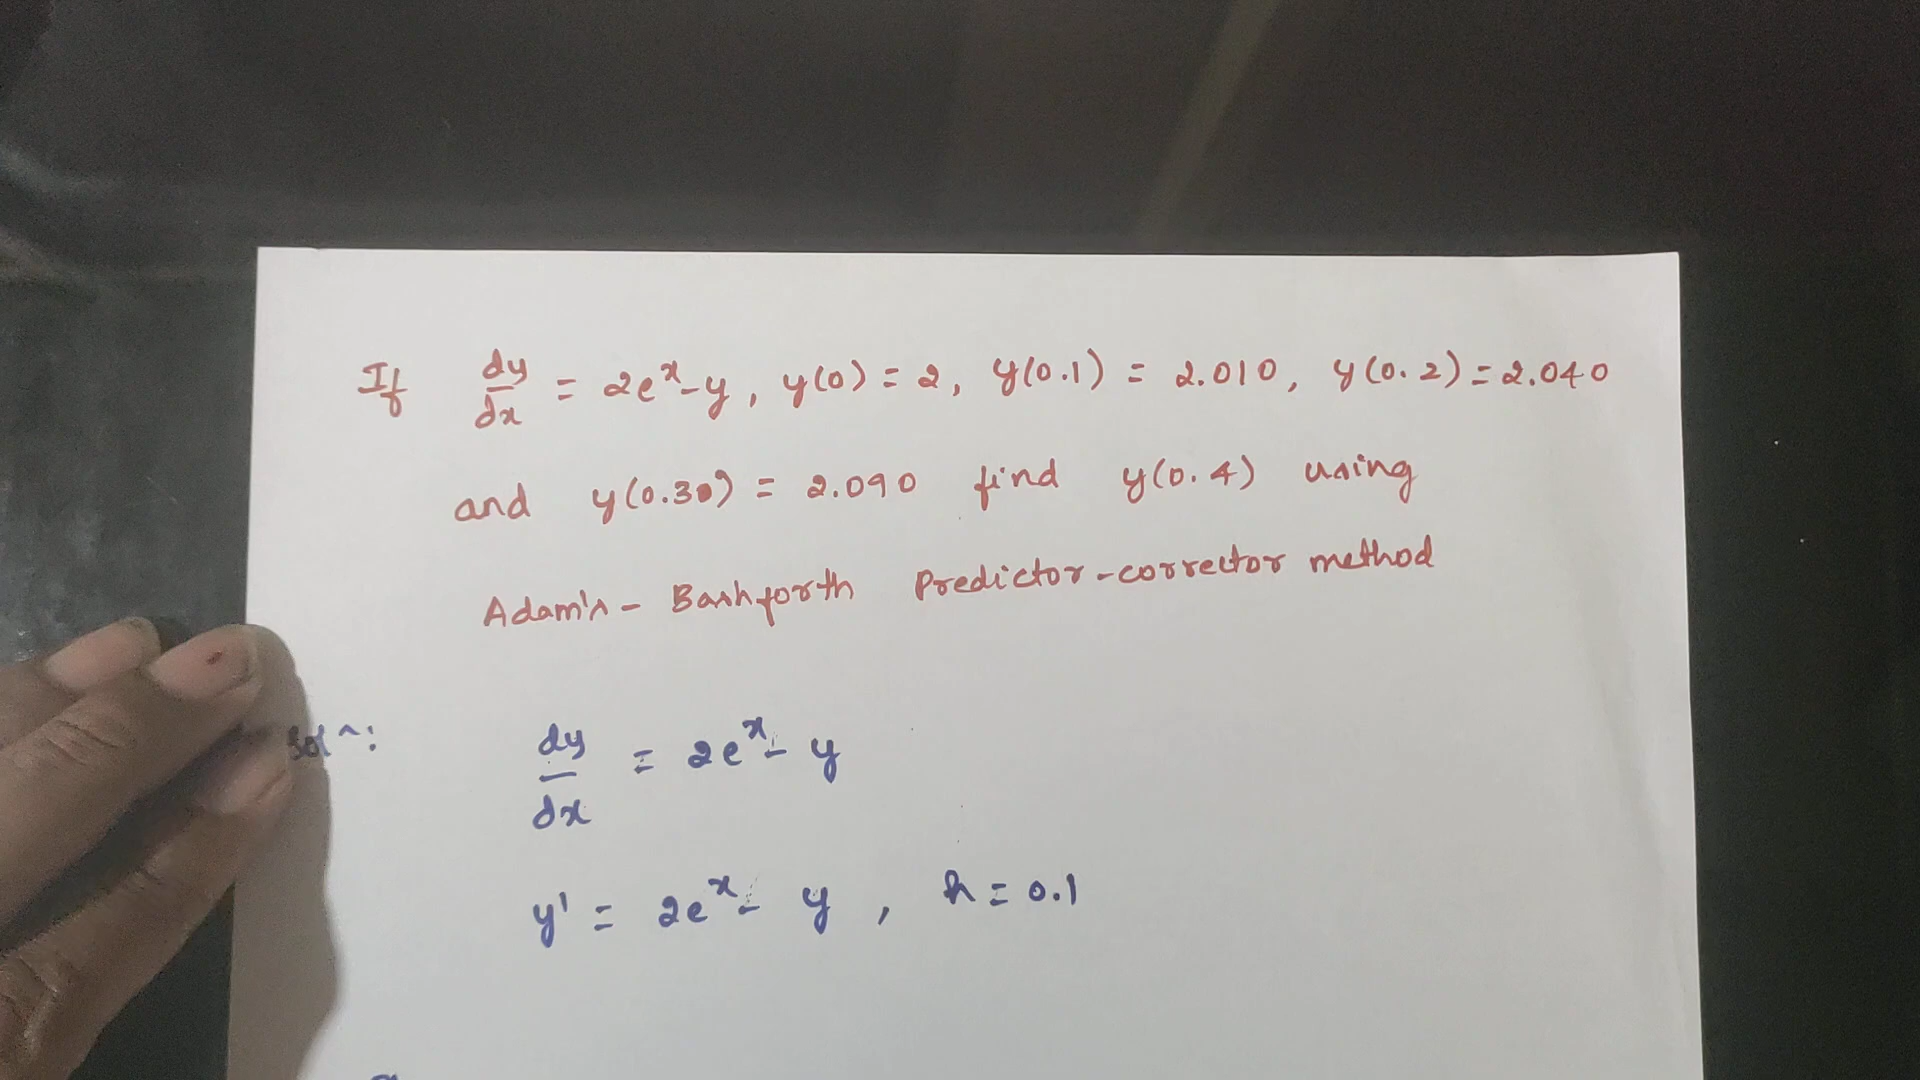 If dy/dx = 2e^x - y, y(0) = 2, y(0.1) = 2.010, y(0.2) = 2.040
and y(0.30) = 2.090 find y(0.4) using
Adam's - Bashforth Predictor-corrector method
Sol^n: dy/dx = 2e^x - y
y' = 2e^x - y , h = 0.1